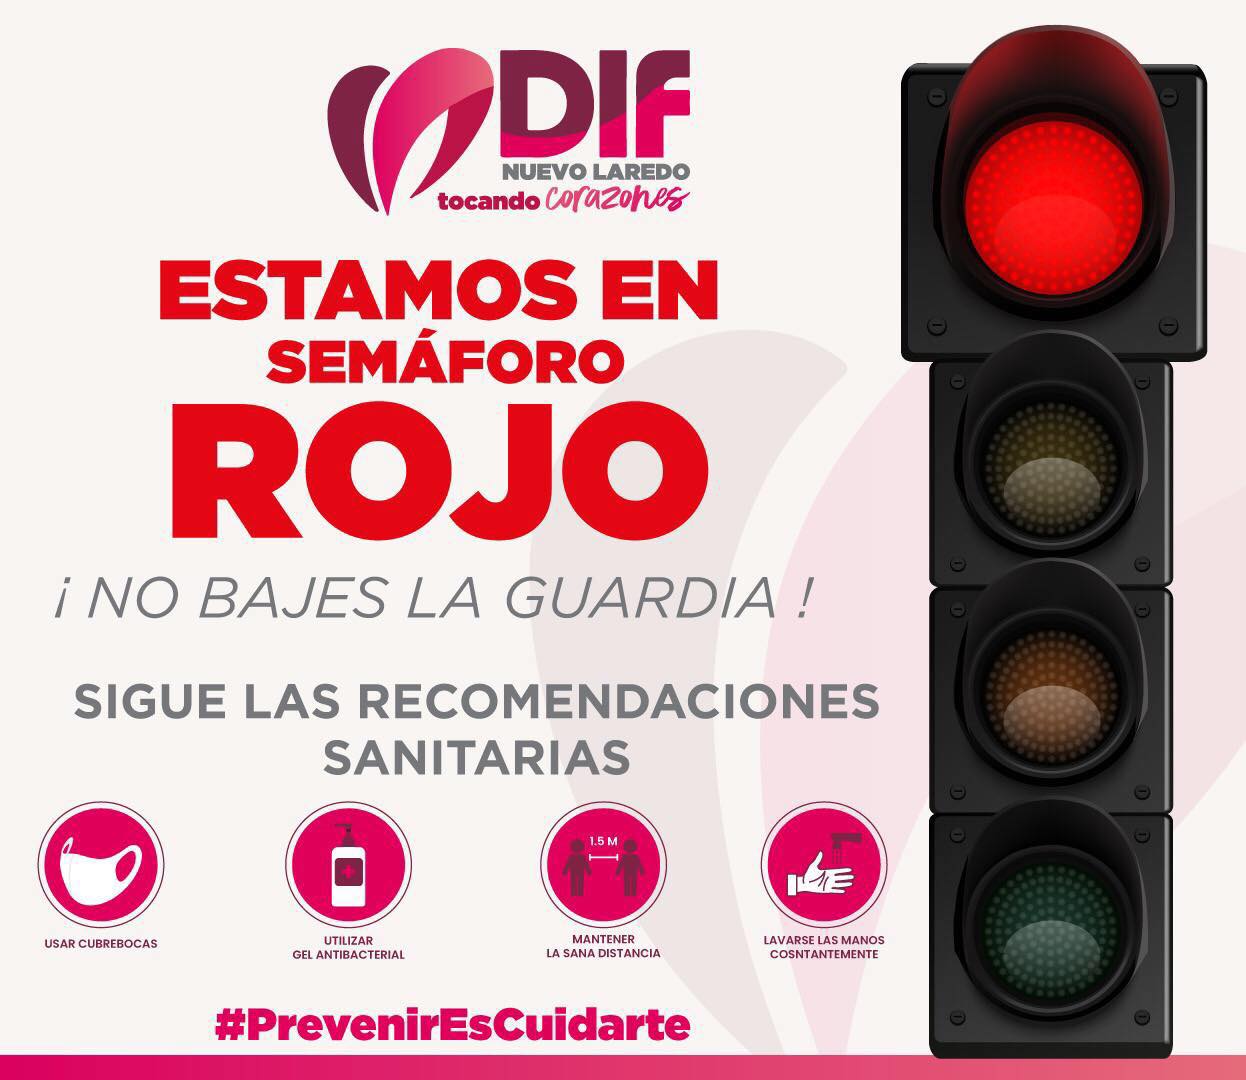 DIF
NUEVO LAREDO
tocando corazones
ESTAMOS EN
SEMÁFORO
ROJO
¡ NO BAJES LA GUARDIA !
SIGUE LAS RECOMENDACIONES
SANITARIAS
1.5 M
USAR CUBREBOCAS
UTILIZAR
GEL ANTIBACTERIAL
MANTENER
LA SANA DISTANCIA
LAVARSE LAS MANOS
COSNTANTEMENTE
#PrevenirEsCuidarte